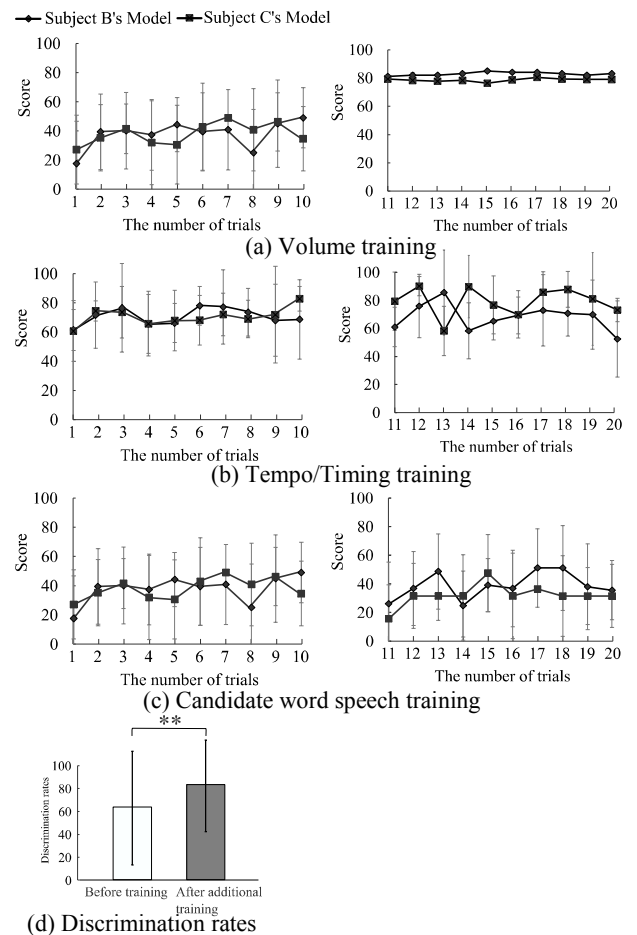 Subject B's Model Subject C's Model
100
80
60
40
20
0
Score
1 2 3 4 5 6 7 8 9 10
The number of trials
100
80
60
40
20
0
Score
11 12 13 14 15 16 17 18 19 20
The number of trials
(a) Volume training
100
80
60
40
20
0
Score
1 2 3 4 5 6 7 8 9 10
The number of trials
100
80
60
40
20
0
Score
11 12 13 14 15 16 17 18 19 20
The number of trials
(b) Tempo/Timing training
100
80
60
40
20
0
Score
1 2 3 4 5 6 7 8 9 10
The number of trials
100
80
60
40
20
0
Score
11 12 13 14 15 16 17 18 19 20
The number of trials
(c) Candidate word speech training
**
100
80
60
40
20
0
Discrimination rates
Before training After additional
training
(d) Discrimination rates